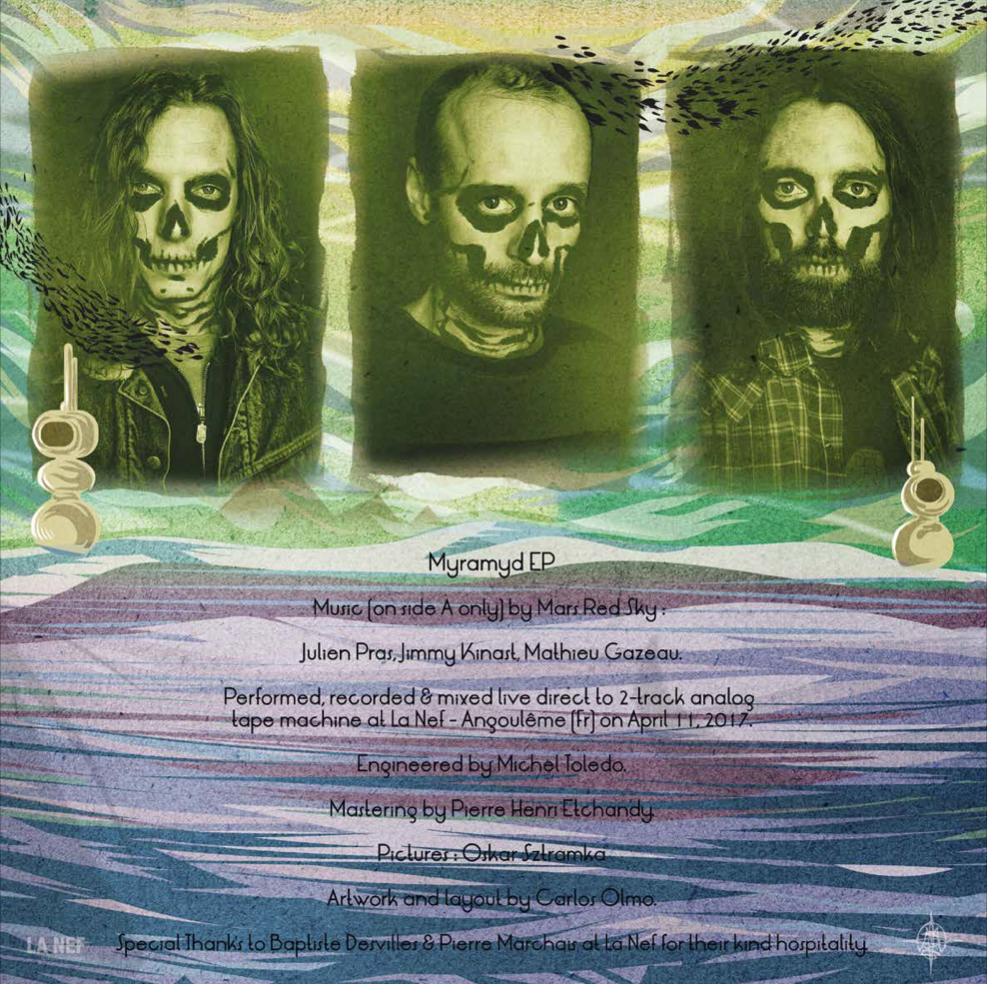 Myramyd EP
Music (on side A only) by Mars Red Sky :
Julien Pras, Jimmy Kinast, Mathieu Gazeau.
Performed, recorded & mixed live direct to 2-track analog
tape machine at La Nef - Angoulême (Fr) on April 11, 2017.
Engineered by Michel Toledo.
Mastering by Pierre Henri Etchandy.
Pictures : Oskar Sztramka
Artwork and layout by Carlos Olmo.
LA NEF
Special Thanks to Baptiste Desvilles & Pierre Marchais at La Nef for their kind hospitality.